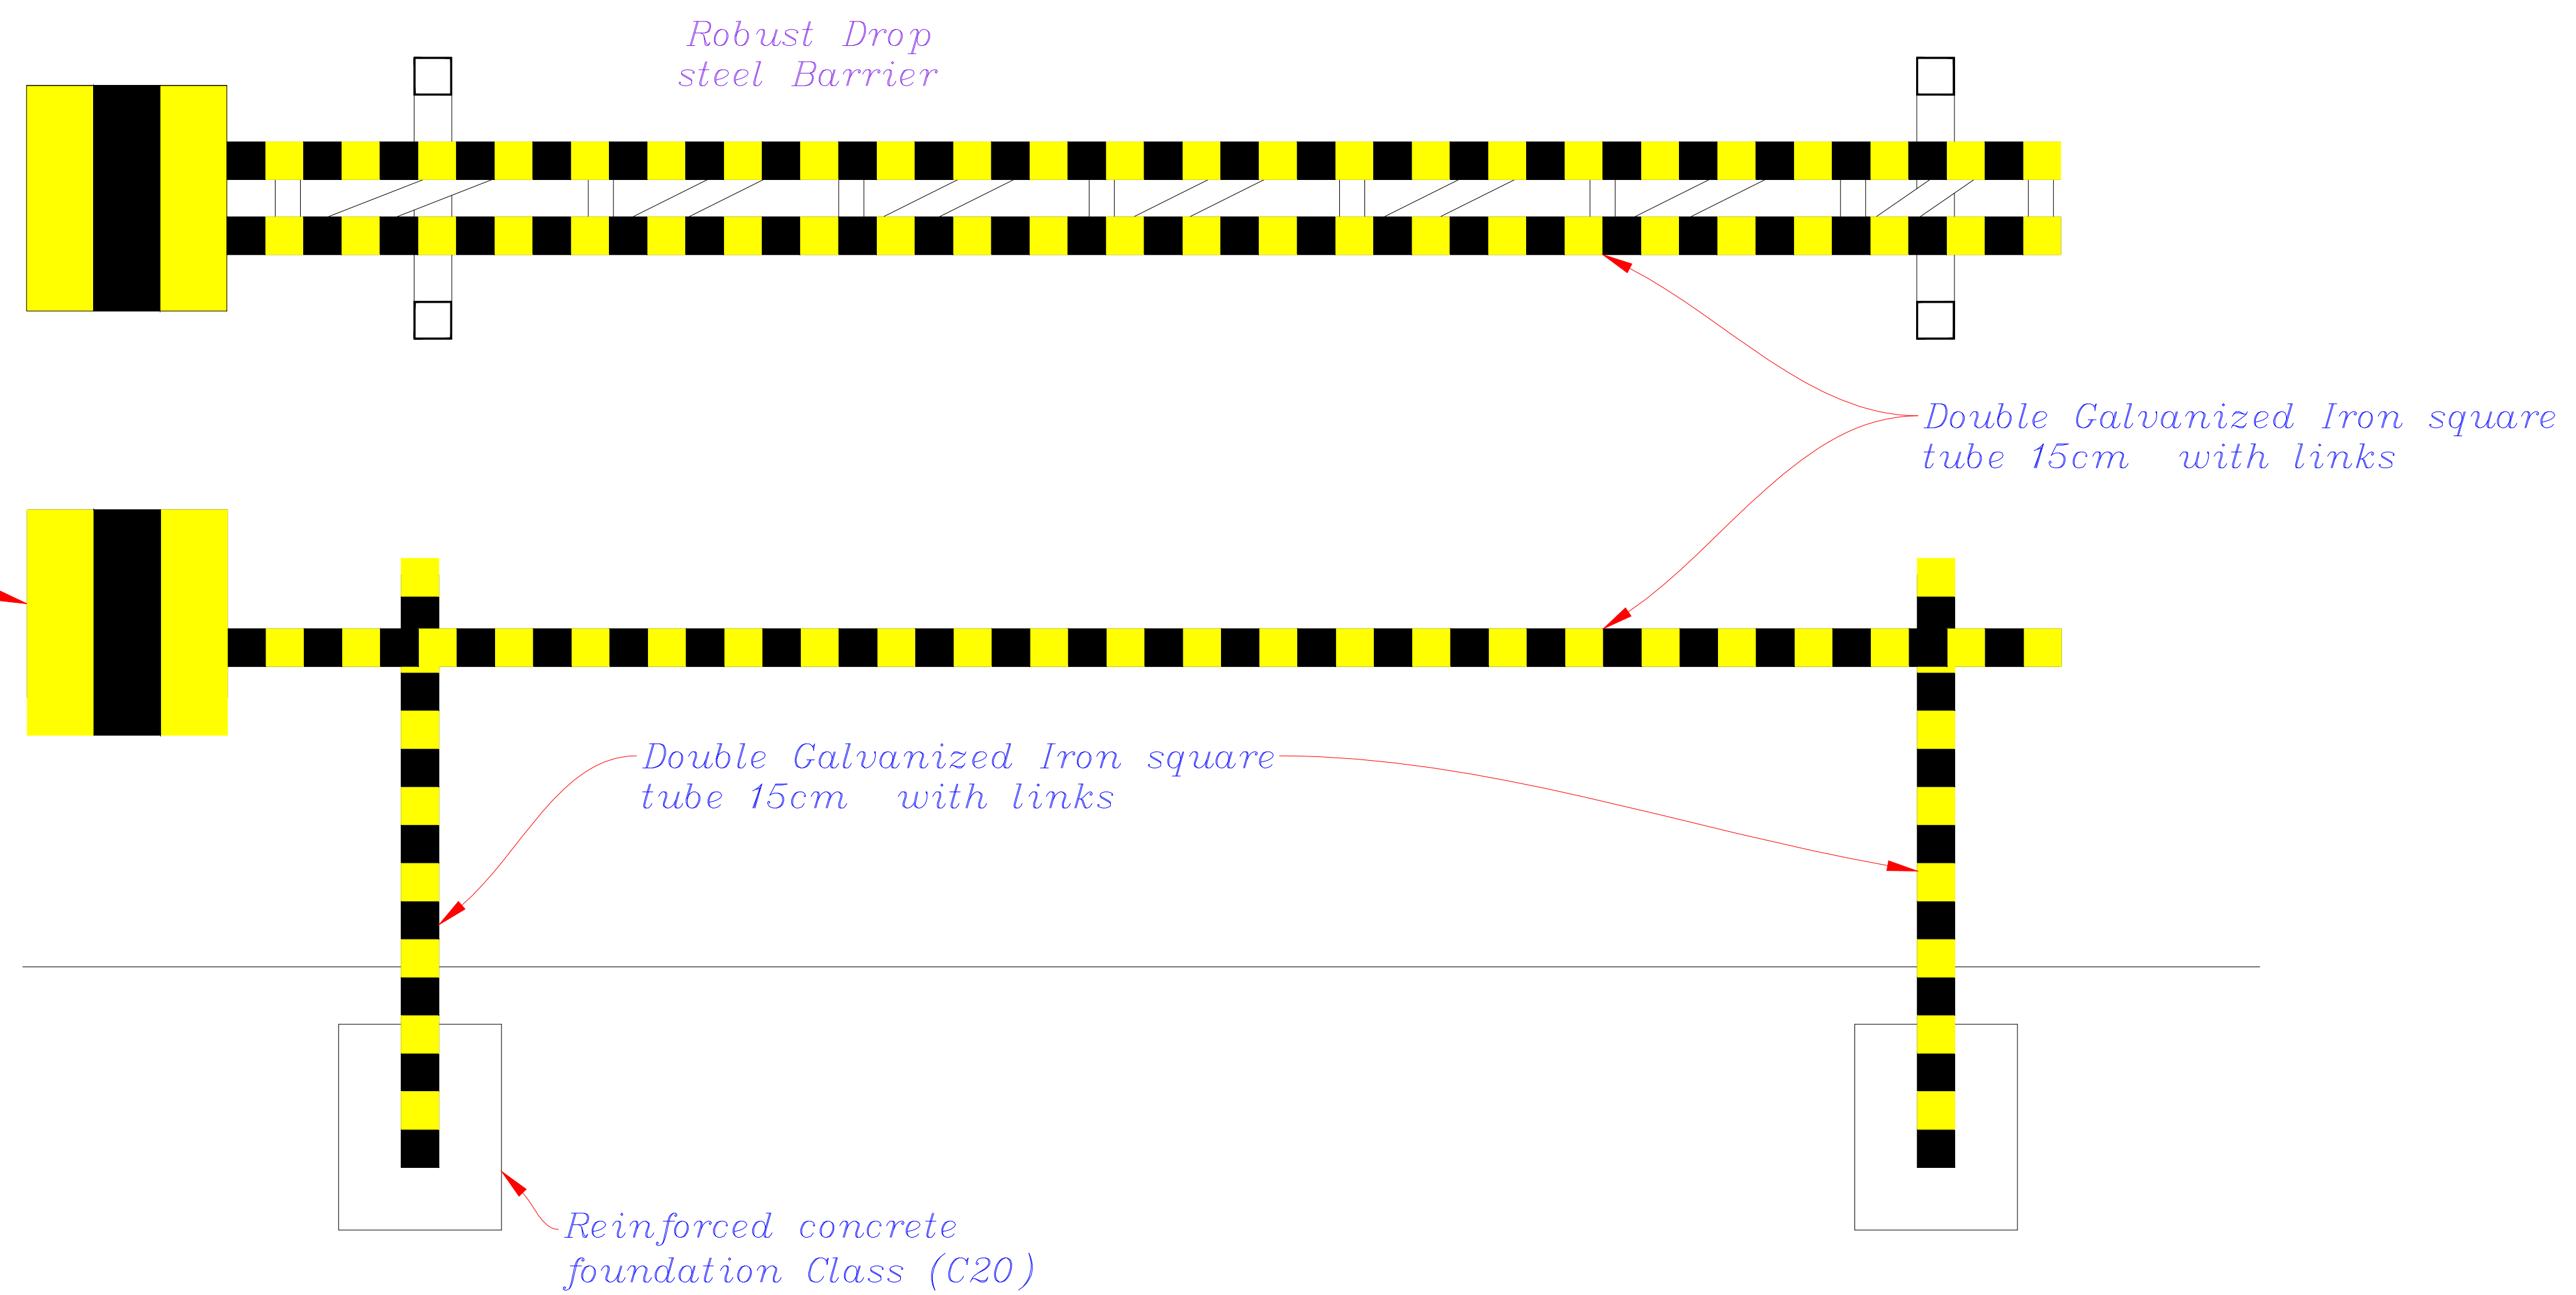 Robust Drop
steel Barrier
Double Galvanized Iron square
tube 15cm with links
Double Galvanized Iron square
tube 15cm with links
Reinforced concrete
foundation Class (C20)